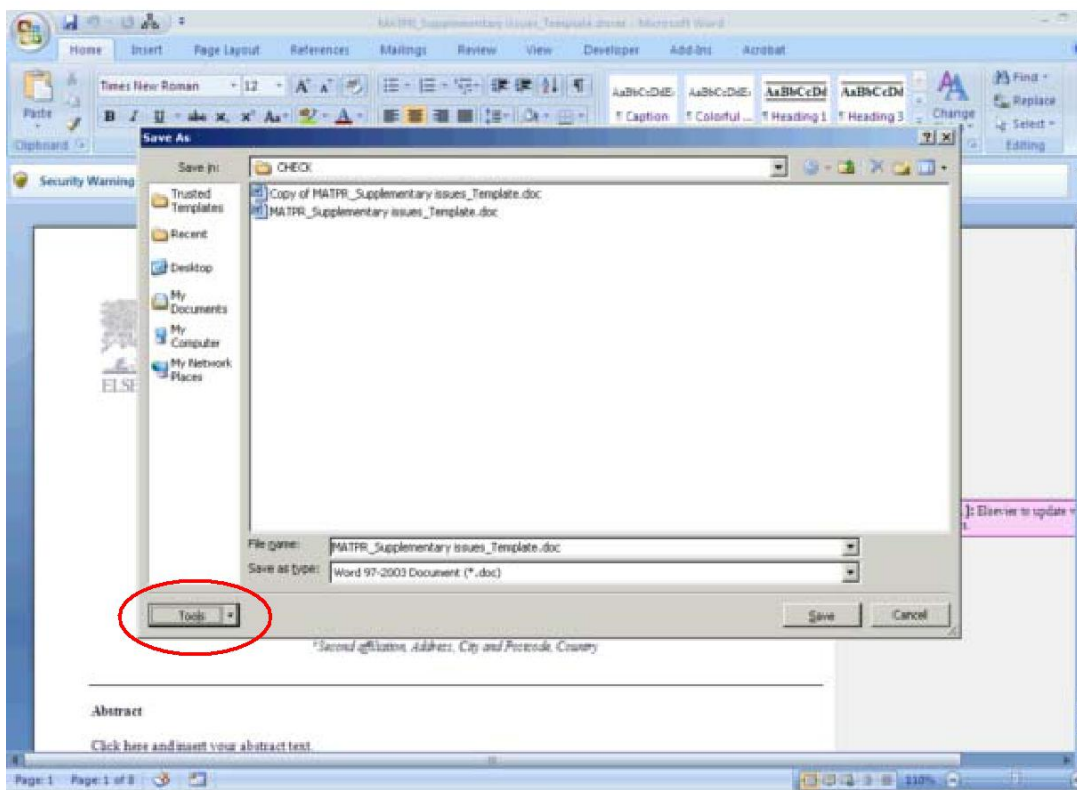 MATPR_Supplementary issues_Template.docx - Microsoft Word
Home Insert Page Layout References Mailings Review View Developer Add-Ins Acrobat
Times New Roman 12
Find
Replace
Select
Paste
AaBbCcDdE AaBbCcDdE AaBbCcDd AaBbCcDd
Change
¶ Caption ¶ Colorful ... ¶ Heading 1 ¶ Heading 3
Clipboard
Editing
Save As
Security Warning
Save in: CHECK
Trusted Templates
Copy of MATPR_Supplementary issues_Template.doc
MATPR_Supplementary issues_Template.doc
Recent
Desktop
My Documents
My Computer
My Network Places
ELSE
]: Elsevier to update
File name: MATPR_Supplementary issues_Template.doc
Save as type: Word 97-2003 Document (*.doc)
Tools Save Cancel
Second affiliation, Address, City and Postcode, Country
Abstract
Click here and insert your abstract text.
Page: 1 Page: 1 of 8 110%